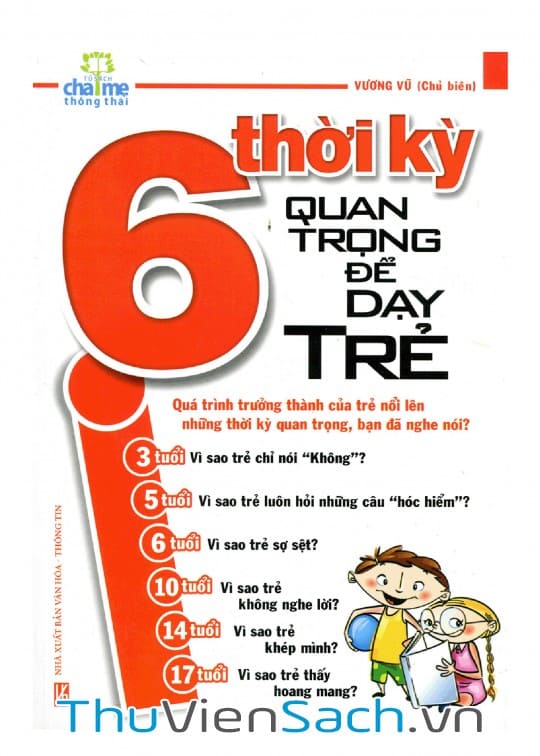 TỦ SÁCH
cha mẹ
thông thái
VƯƠNG VŨ (Chủ biên)
6 thời kỳ
QUAN
TRỌNG
ĐỂ
DẠY
TRẺ
Quá trình trưởng thành của trẻ nổi lên
những thời kỳ quan trọng, bạn đã nghe nói?
3 tuổi Vì sao trẻ chỉ nói “Không”?
5 tuổi Vì sao trẻ luôn hỏi những câu “hóc hiểm”?
6 tuổi Vì sao trẻ sợ sệt?
10 tuổi Vì sao trẻ
không nghe lời?
14 tuổi Vì sao trẻ
khép mình?
17 tuổi Vì sao trẻ thấy
hoang mang?
NHÀ XUẤT BẢN VĂN HÓA - THÔNG TIN
ThuVienSach.vn